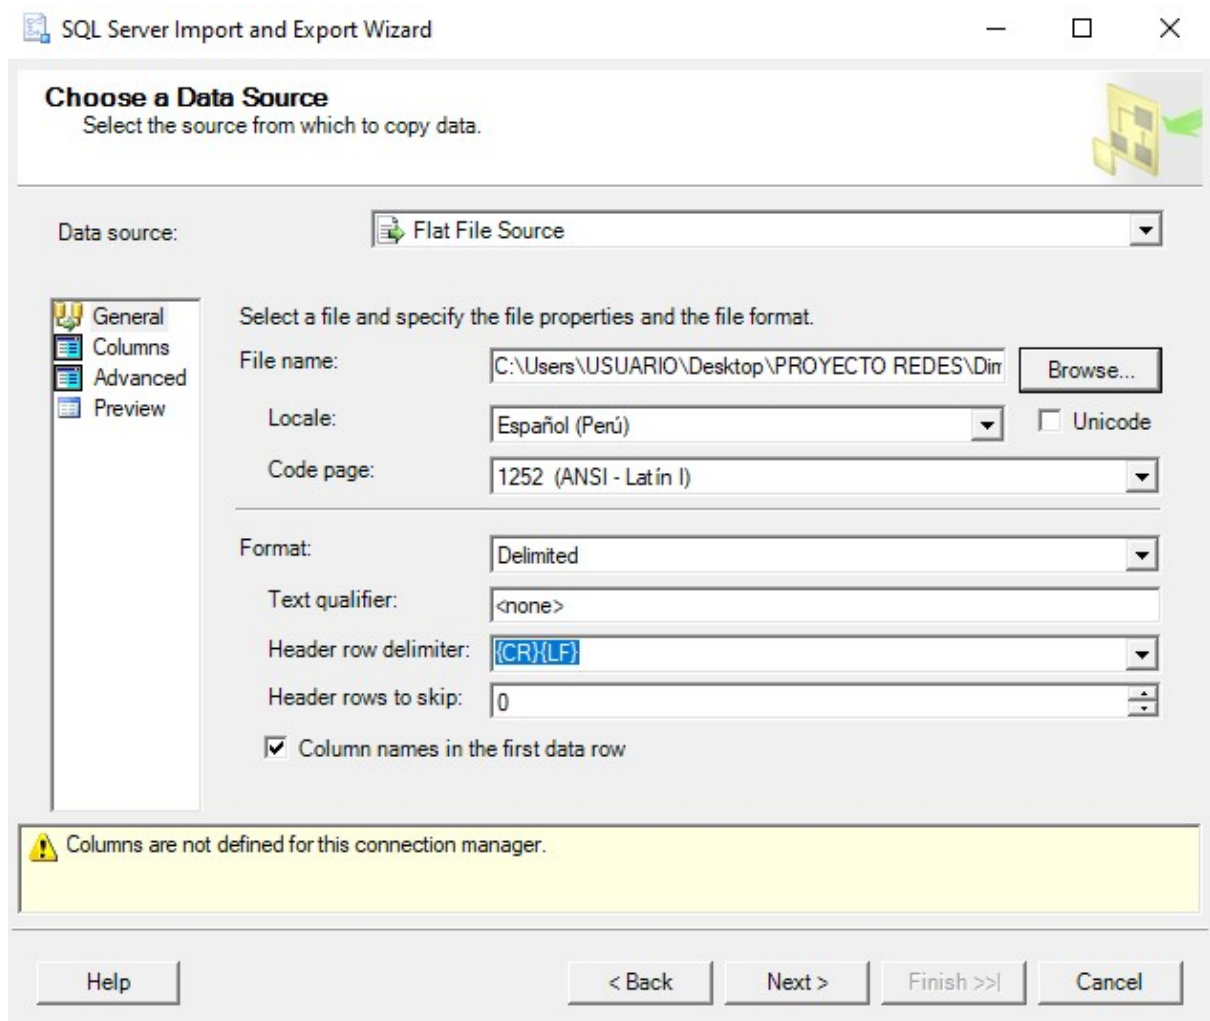 SQL Server Import and Export Wizard
Choose a Data Source
Select the source from which to copy data.
Data source: Flat File Source
General
Columns
Advanced
Preview
Select a file and specify the file properties and the file format.
File name: C:\Users\USUARIO\Desktop\PROYECTO REDES\Dim Browse...
Locale: Español (Perú) Unicode
Code page: 1252 (ANSI - Latín I)
Format: Delimited
Text qualifier: <none>
Header row delimiter: {CR}{LF}
Header rows to skip: 0
Column names in the first data row
Columns are not defined for this connection manager.
Help < Back Next > Finish >>| Cancel